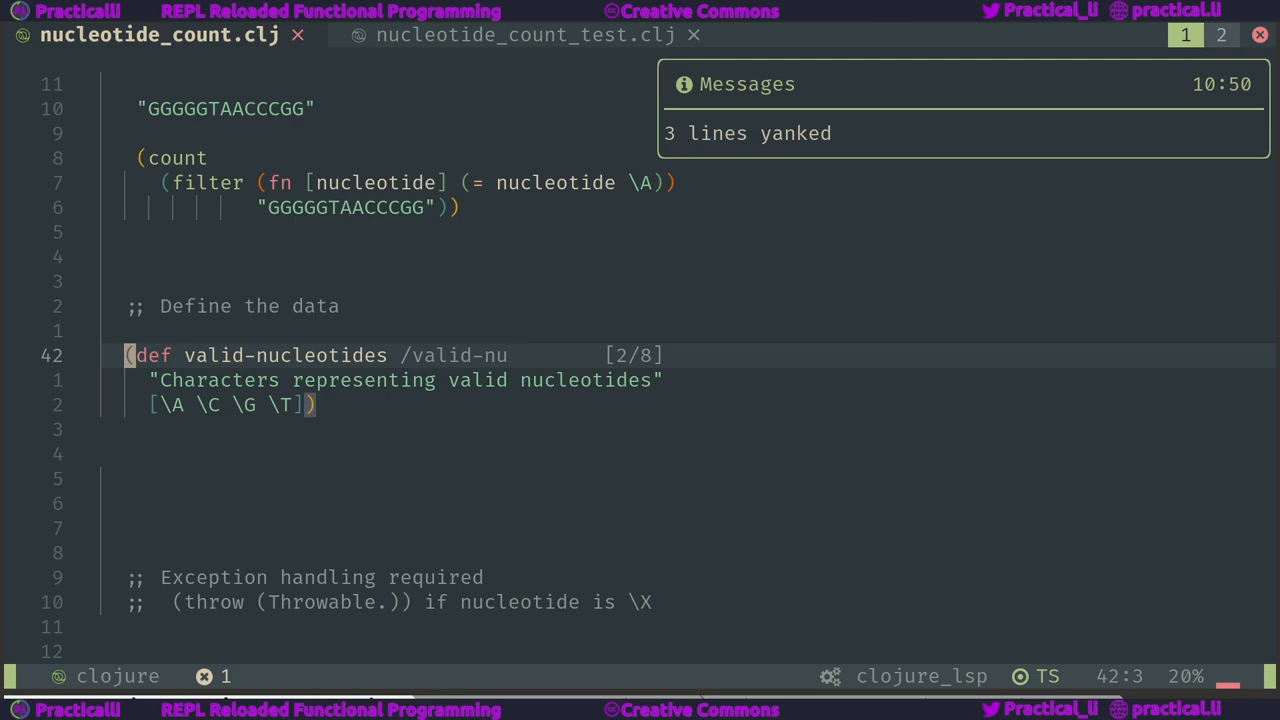 Practicalli REPL Reloaded Functional Programming Creative Commons Practical_li practical.li
nucleotide_count.clj × nucleotide_count_test.clj × 1 2
11
Messages 10:50
10 "GGGGGTAACCCGG"
9
3 lines yanked
8 (count
7 (filter (fn [nucleotide] (= nucleotide \A))
6 "GGGGGTAACCCGG"))
5
4
3
2 ;; Define the data
1
42 (def valid-nucleotides /valid-nu [2/8]
1 "Characters representing valid nucleotides"
2 [\A \C \G \T])
3
4
5
6
7
8
9 ;; Exception handling required
10 ;; (throw (Throwable.)) if nucleotide is \X
11
12
clojure 1 clojure_lsp TS 42:3 20%
Practicalli REPL Reloaded Functional Programming Creative Commons Practical_li practical.li